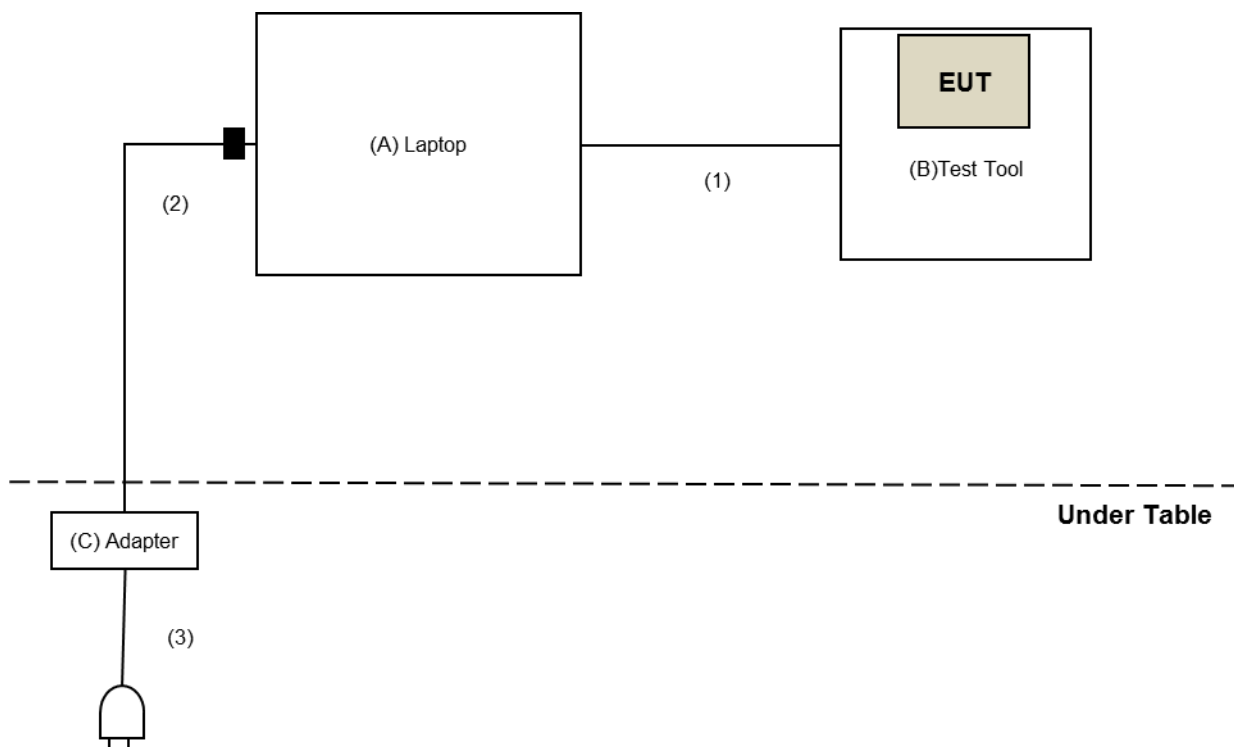 EUT
(A) Laptop
(B)Test Tool
(1)
(2)
Under Table
(C) Adapter
(3)